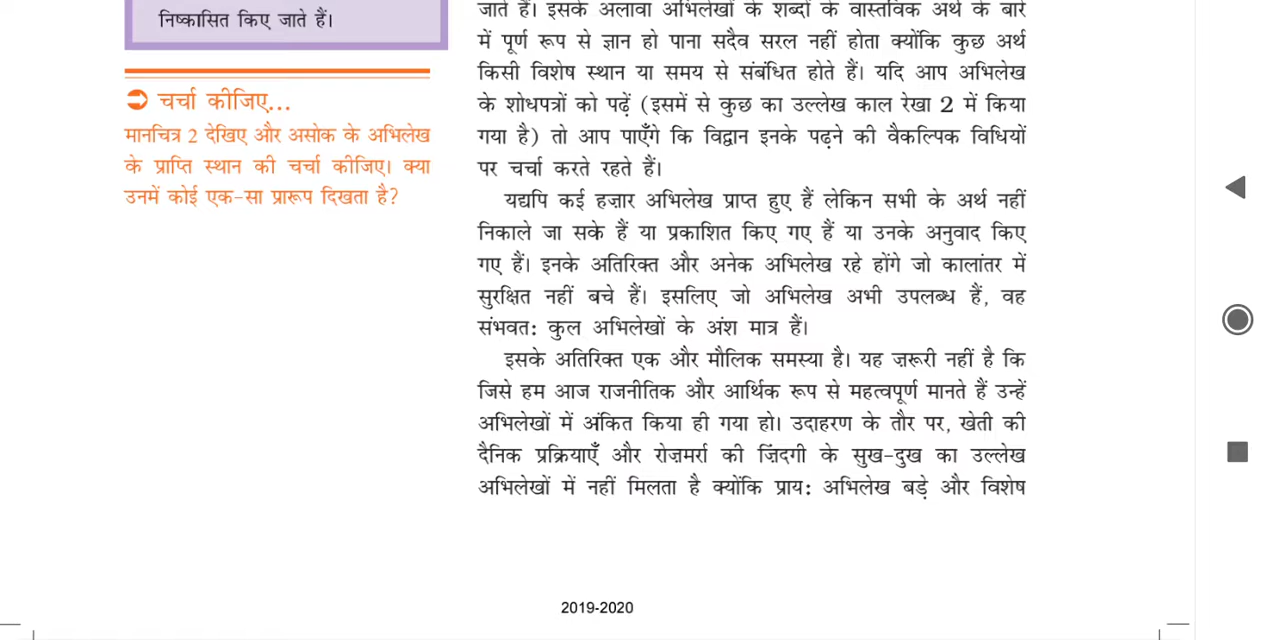 निष्कासित किए जाते हैं।
चर्चा कीजिए...
मानचित्र 2 देखिए और असोक के अभिलेख
के प्राप्ति स्थान की चर्चा कीजिए। क्या
उनमें कोई एक-सा प्रारूप दिखता है?
जाते हैं। इसके अलावा अभिलेखों के शब्दों के वास्तविक अर्थ के बारे
में पूर्ण रूप से ज्ञान हो पाना सदैव सरल नहीं होता क्योंकि कुछ अर्थ
किसी विशेष स्थान या समय से संबंधित होते हैं। यदि आप अभिलेख
के शोधपत्रों को पढ़ें (इसमें से कुछ का उल्लेख काल रेखा 2 में किया
गया है) तो आप पाएँगे कि विद्वान इनके पढ़ने की वैकल्पिक विधियों
पर चर्चा करते रहते हैं।
यद्यपि कई हज़ार अभिलेख प्राप्त हुए हैं लेकिन सभी के अर्थ नहीं
निकाले जा सके हैं या प्रकाशित किए गए हैं या उनके अनुवाद किए
गए हैं। इनके अतिरिक्त और अनेक अभिलेख रहे होंगे जो कालांतर में
सुरक्षित नहीं बचे हैं। इसलिए जो अभिलेख अभी उपलब्ध हैं, वह
संभवत: कुल अभिलेखों के अंश मात्र हैं।
इसके अतिरिक्त एक और मौलिक समस्या है। यह ज़रूरी नहीं है कि
जिसे हम आज राजनीतिक और आर्थिक रूप से महत्वपूर्ण मानते हैं उन्हें
अभिलेखों में अंकित किया ही गया हो। उदाहरण के तौर पर, खेती की
दैनिक प्रक्रियाएँ और रोज़मर्रा की ज़िंदगी के सुख-दुख का उल्लेख
अभिलेखों में नहीं मिलता है क्योंकि प्राय: अभिलेख बड़े और विशेष
2019-2020